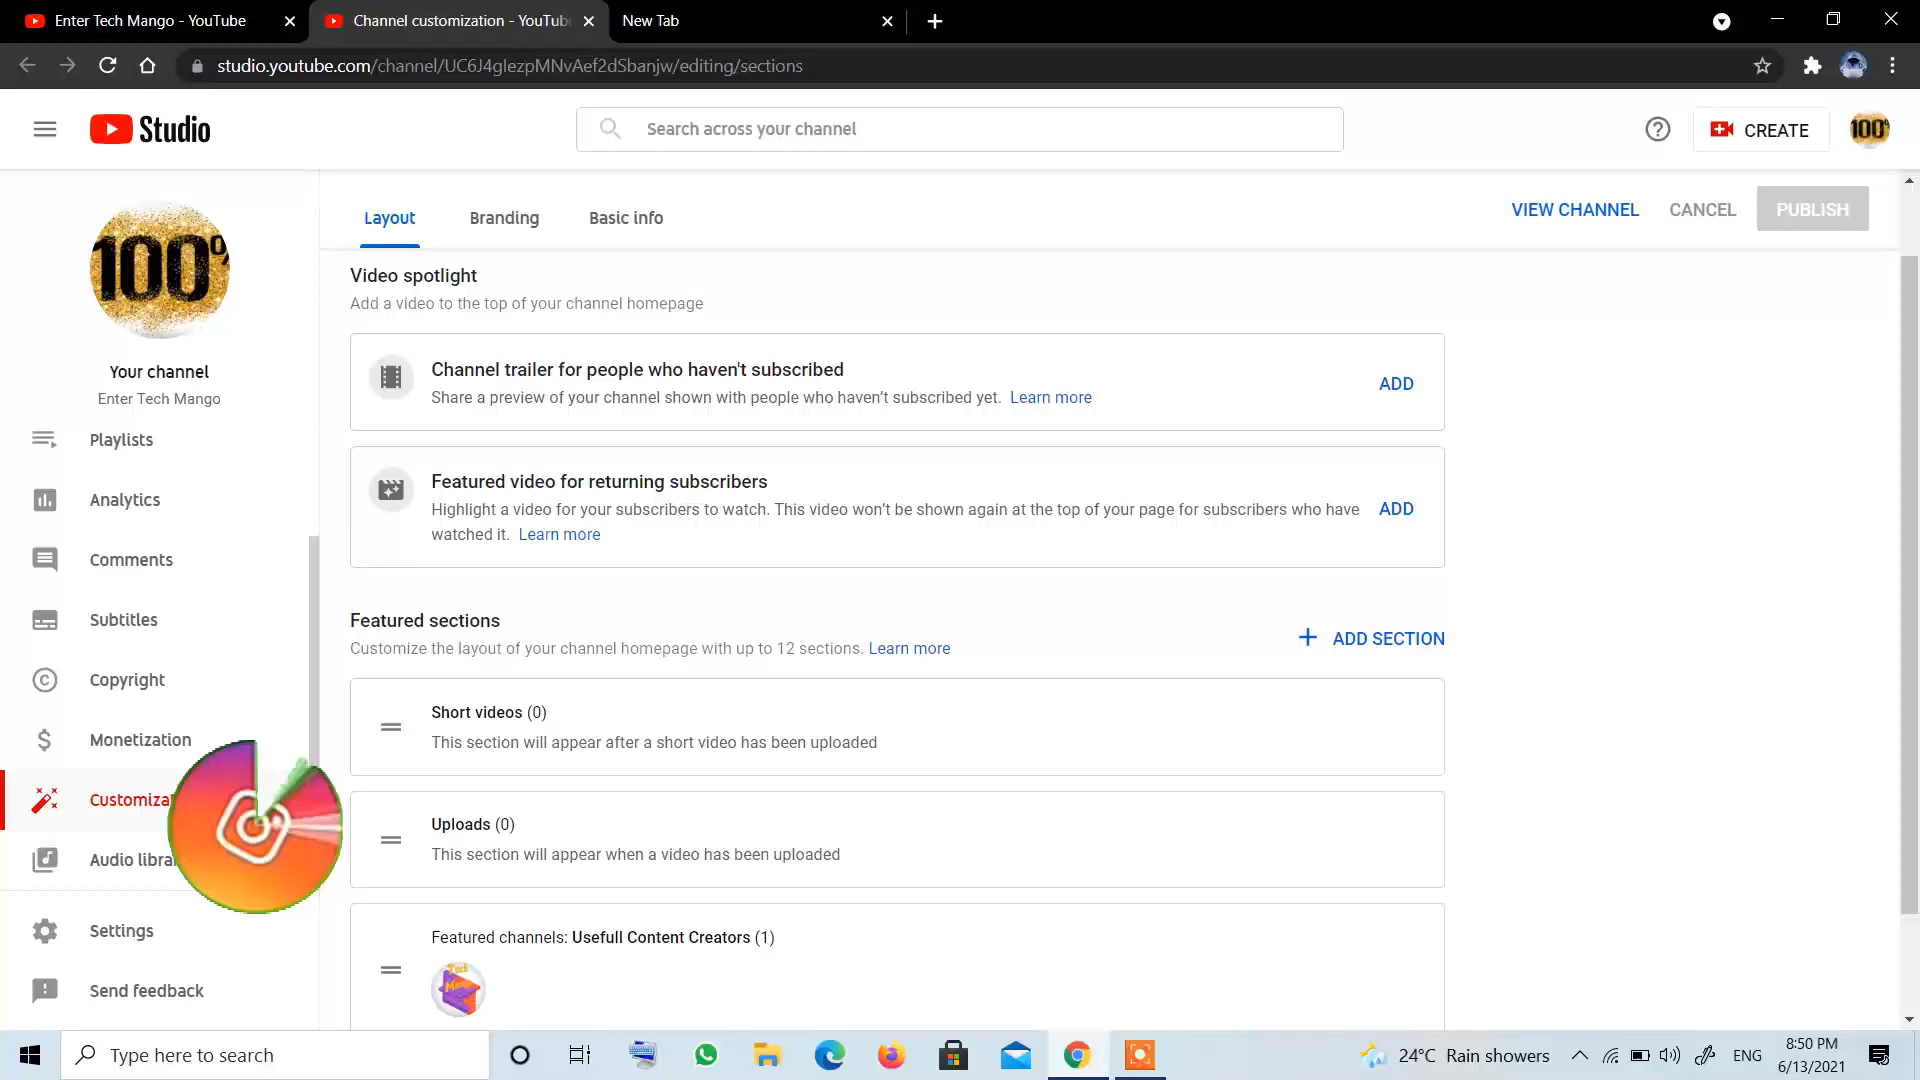 Enter Tech Mango - YouTube
Channel customization - YouTub
New Tab
studio.youtube.com/channel/UC6J4glezpMNvAef2dSbanjw/editing/sections
Studio
Search across your channel
CREATE
100%
100%
Your channel
Enter Tech Mango
Playlists
Analytics
Comments
Subtitles
Copyright
Monetization
Customiza
Audio libra
Settings
Send feedback
Layout
Branding
Basic info
VIEW CHANNEL
CANCEL
PUBLISH
Video spotlight
Add a video to the top of your channel homepage
Channel trailer for people who haven't subscribed
Share a preview of your channel shown with people who haven't subscribed yet. Learn more
ADD
Featured video for returning subscribers
Highlight a video for your subscribers to watch. This video won't be shown again at the top of your page for subscribers who have
watched it. Learn more
ADD
Featured sections
Customize the layout of your channel homepage with up to 12 sections. Learn more
ADD SECTION
Short videos (0)
This section will appear after a short video has been uploaded
Uploads (0)
This section will appear when a video has been uploaded
Featured channels: Usefull Content Creators (1)
Tech
Mango
Type here to search
24°C Rain showers
ENG
8:50 PM
6/13/2021